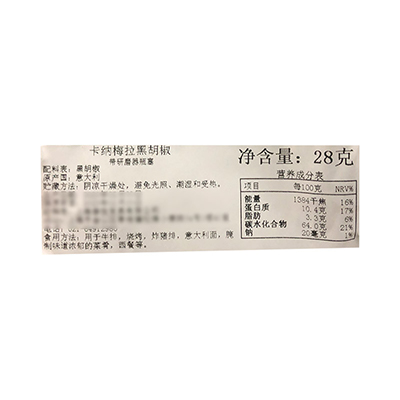 卡纳梅拉黑胡椒
带研磨器瓶塞
配料表：黑胡椒
原产国：意大利
贮藏方法：阴凉干燥处，避免光照、潮湿和受热。
食用方法：用于牛排，烧烤，炸猪排，意大利面，腌
制味道浓郁的菜肴，西餐等。
净含量：28克
营养成分表
项目 每100克 NRV%
能量 1384千焦 16%
蛋白质 10.4克 17%
脂肪 3.3克 6%
碳水化合物 64.0克 21%
钠 20毫克 1%